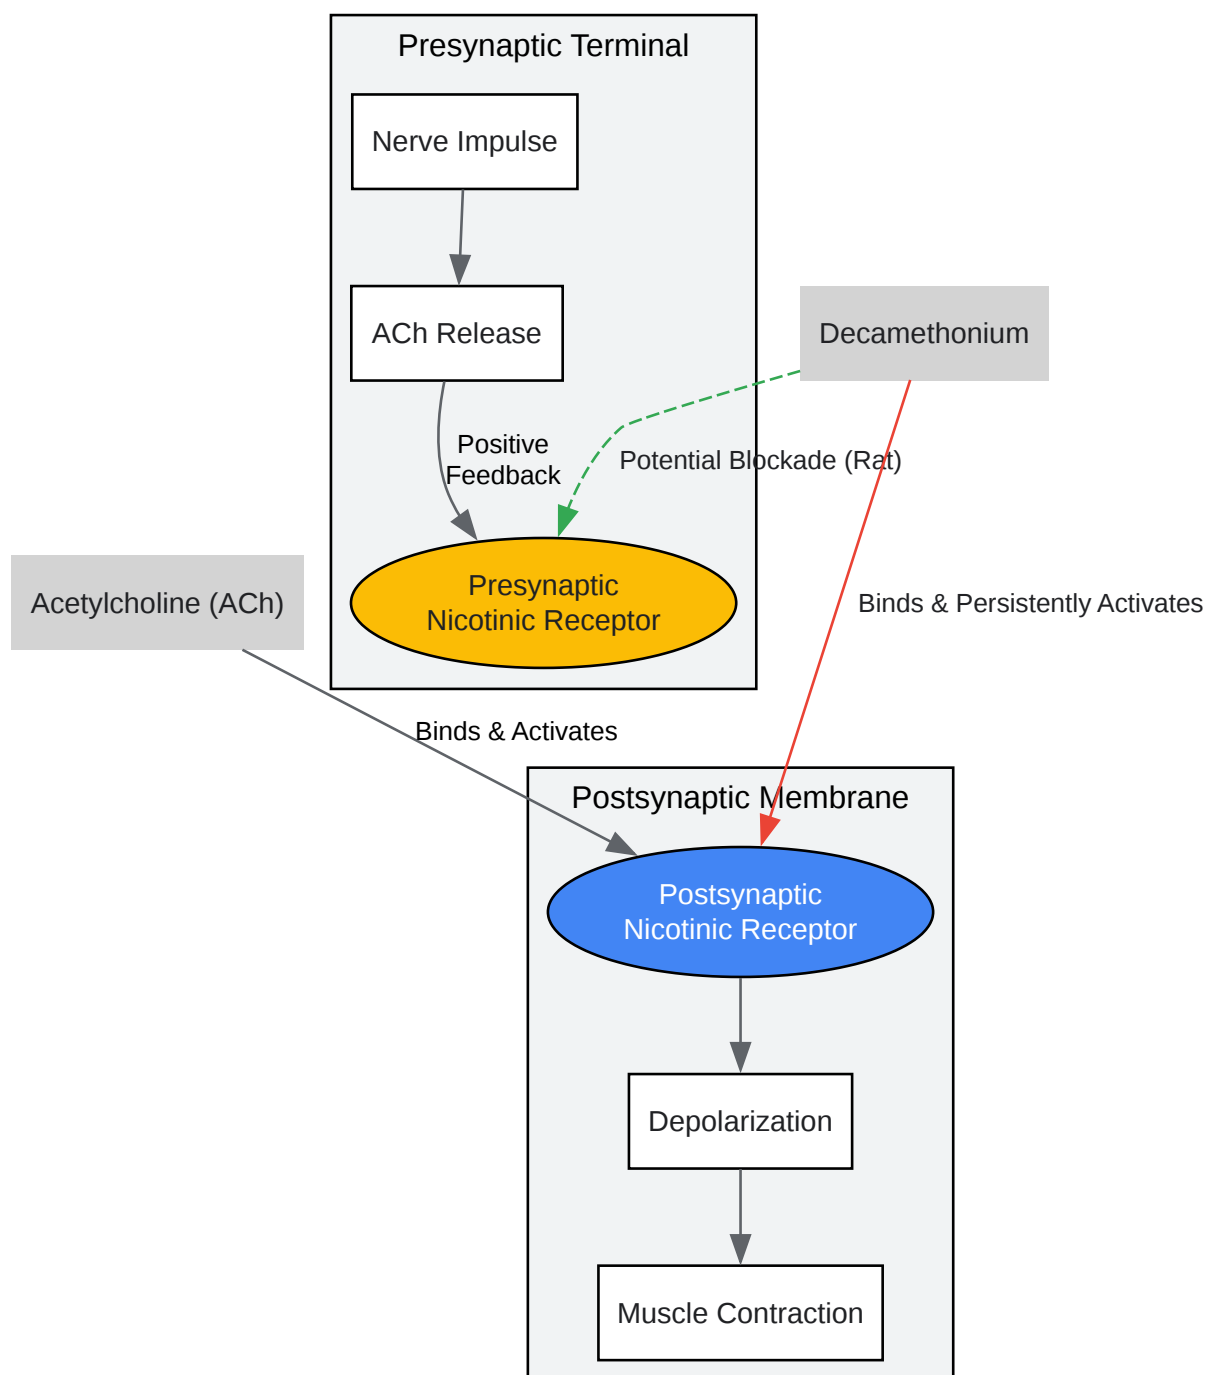 Presynaptic Terminal
Nerve Impulse
ACh Release
Decamethonium
Positive
Feedback
Potential Blockade (Rat)
Presynaptic
Nicotinic Receptor
Acetylcholine (ACh)
Binds & Persistently Activates
Binds & Activates
Postsynaptic Membrane
Postsynaptic
Nicotinic Receptor
Depolarization
Muscle Contraction